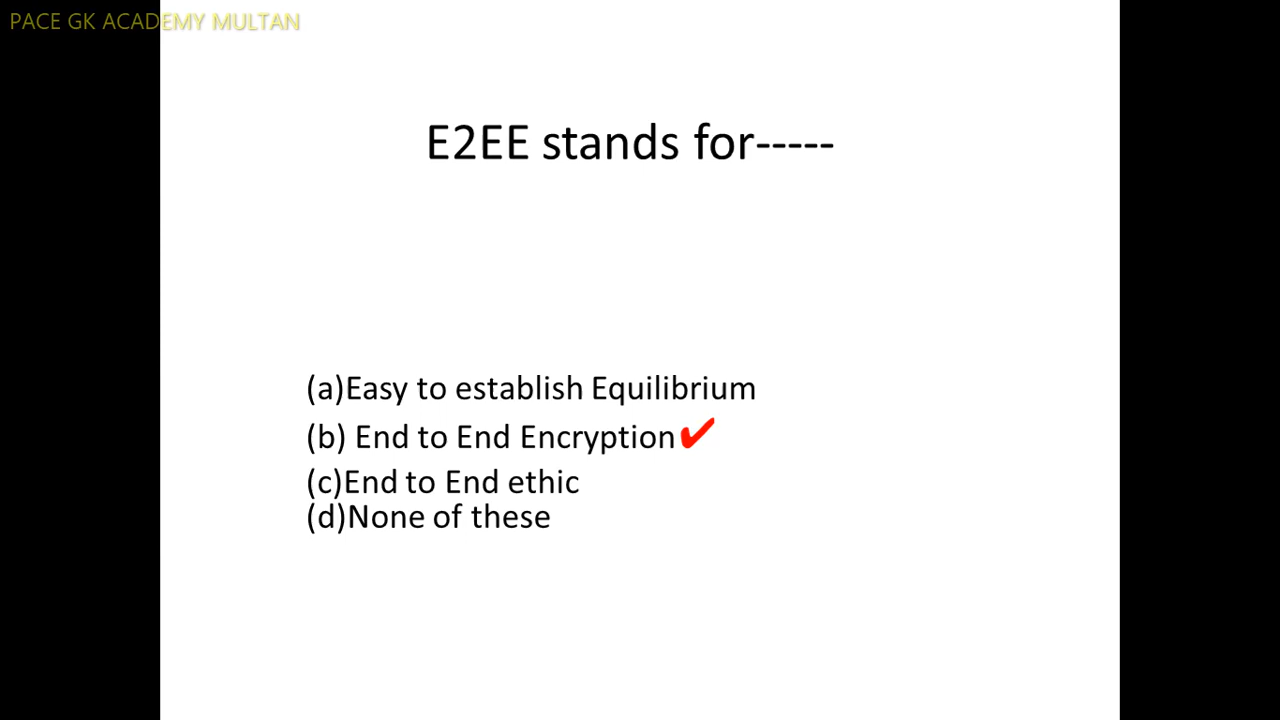 PACE GK ACADEMY MULTAN
E2EE stands for-----
(a)Easy to establish Equilibrium
(b) End to End Encryption✔
(c)End to End ethic
(d)None of these